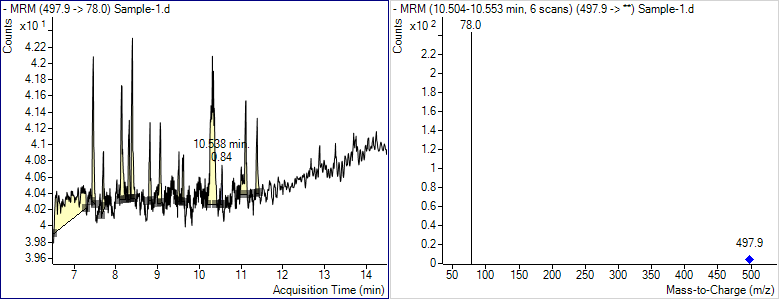 - MRM (497.9 -> 78.0) Sample-1.d
Counts
x10 1
4.22
4.2
4.18
4.16
4.14
4.12
4.1
4.08
4.06
4.04
4.02
4
3.98
3.96
10.538 min.
0.84
7 8 9 10 11 12 13 14
Acquisition Time (min)
- MRM (10.504-10.553 min, 6 scans) (497.9 -> **) Sample-1.d
Counts
x10 2
78.0
2.2
2
1.8
1.6
1.4
1.2
1
0.8
0.6
0.4
0.2
0
497.9
50 100 150 200 250 300 350 400 450 500
Mass-to-Charge (m/z)